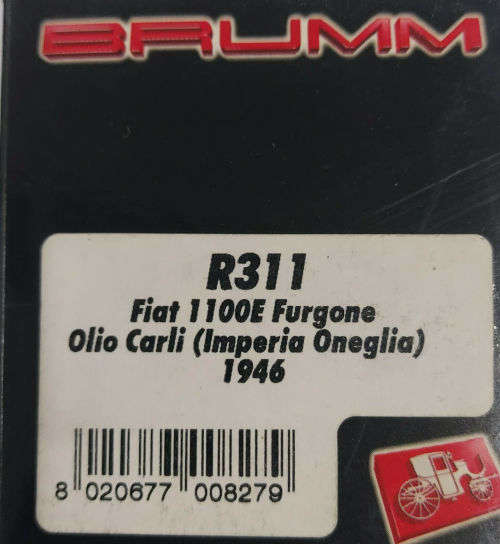 BRUMM
R311
Fiat 1100E Furgone
Olio Carli (Imperia Oneglia)
1946
8 020677 008279